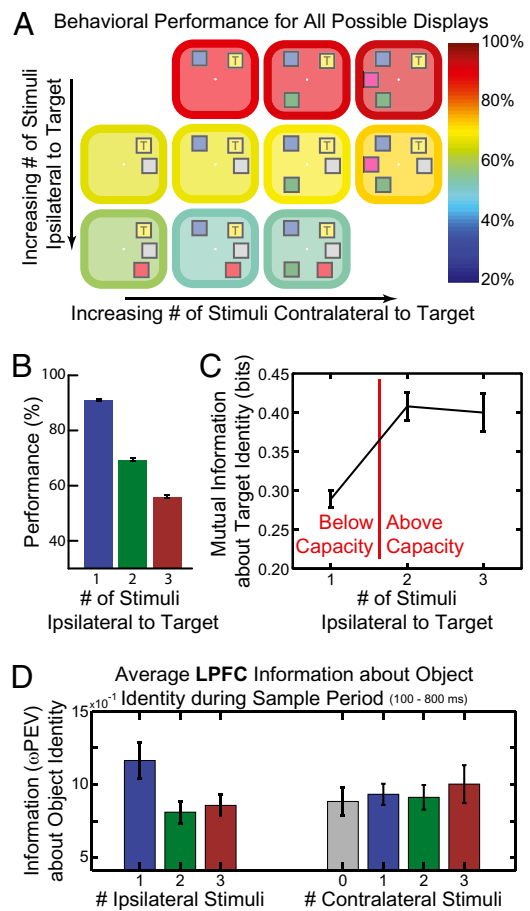 A
Behavioral Performance for All Possible Displays
Increasing # of Stimuli
Ipsilateral to Target
T
T
T
T
T
T
T
T
T
T
100%
80%
60%
40%
20%
Increasing # of Stimuli Contralateral to Target
B
Performance (%)
100
80
60
40
1 2 3
# of Stimuli
Ipsilateral to Target
C
Mutual Information
about Target Identity (bits)
0.45
0.40
0.30
0.20
Below
Capacity
Above
Capacity
1 2 3
# of Stimuli
Ipsilateral to Target
D
Average LPFC Information about Object
Identity during Sample Period (100 - 800 ms)
Information (ωPEV)
about Object Identity
x10⁻¹
15
10
5
1 2 3
# Ipsilateral Stimuli
0 1 2 3
# Contralateral Stimuli